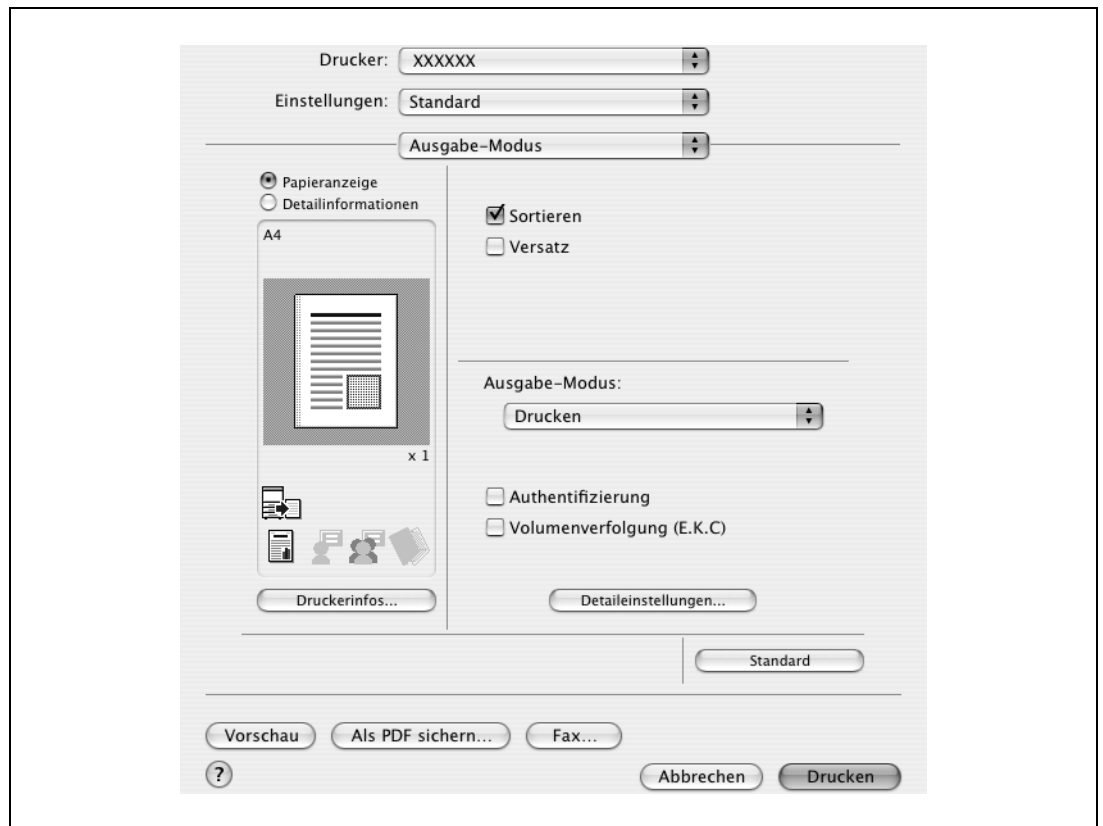 Drucker: XXXXXX
Einstellungen: Standard
Ausgabe-Modus
Papieranzeige
Detailinformationen
A4
x 1
Druckerinfos...
Sortieren
Versatz
Ausgabe-Modus:
Drucken
Authentifizierung
Volumenverfolgung (E.K.C)
Detaileinstellungen...
Standard
Vorschau Als PDF sichern... Fax...
? Abbrechen Drucken